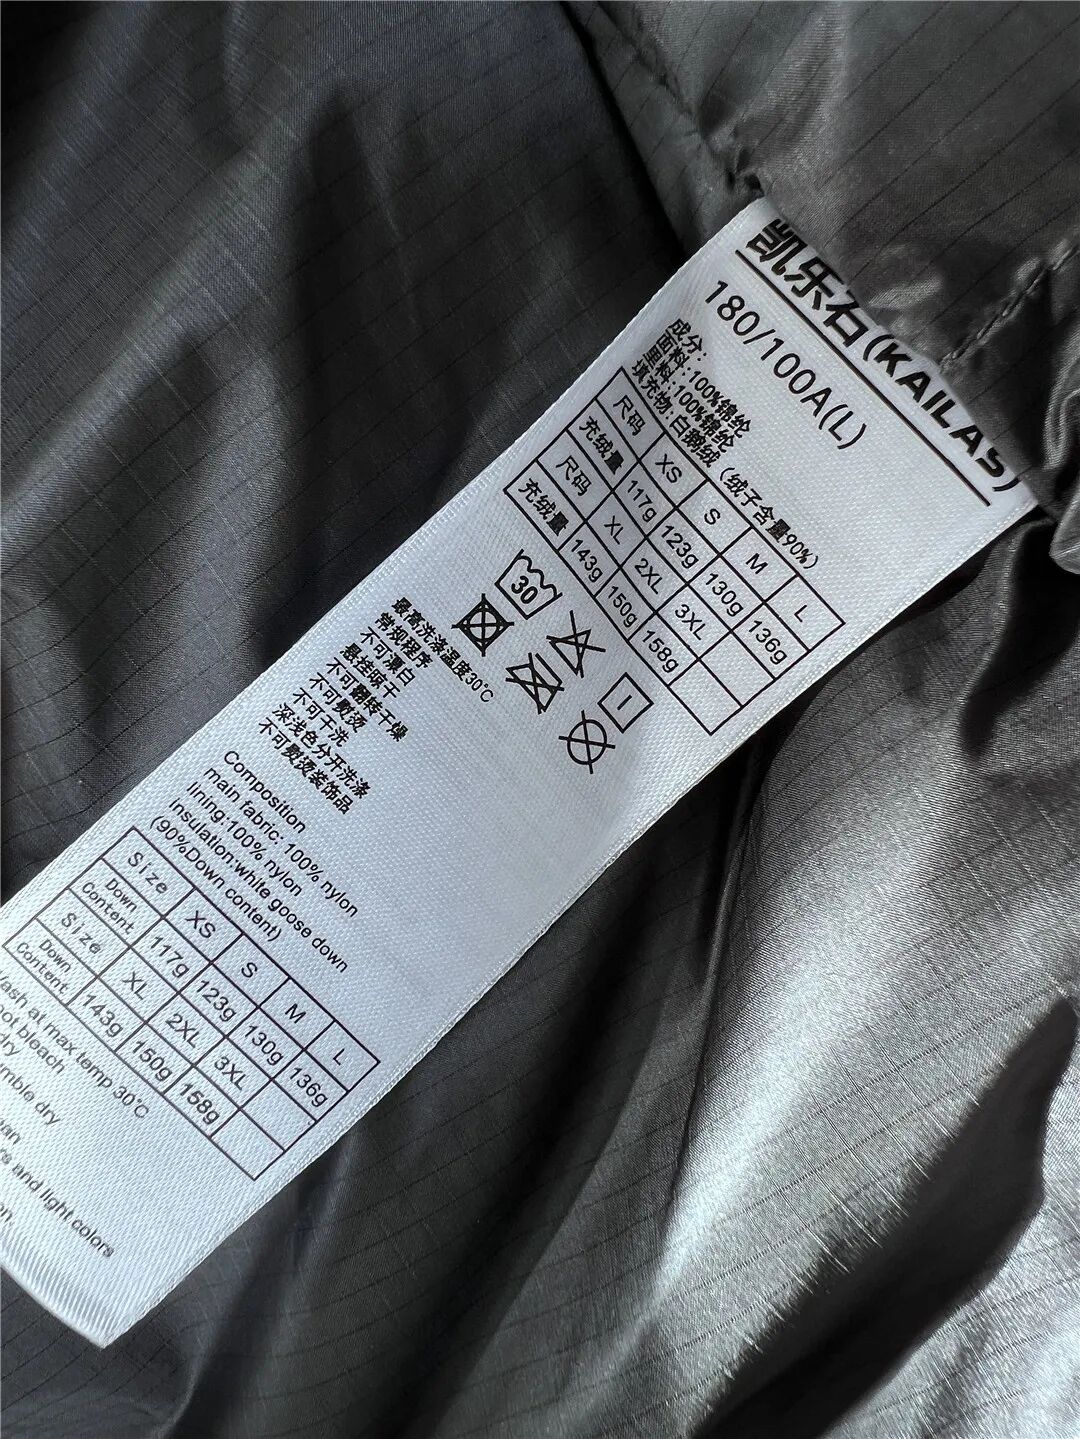 凯乐石(KAILAS)
180/100A(L)
成分:
面料:100%锦纶
里料:100%锦纶
填充物:白鹅绒(绒子含量90%)
尺码 XS S M L
充绒量 117g 123g 130g 136g
尺码 XL 2XL 3XL
充绒量 143g 150g 158g
30
最高洗涤温度30℃
常规程序
不可漂白
悬挂晾干
不可翻转干燥
不可熨烫
不可干洗
深浅色分开洗涤
不可熨烫装饰品
Composition
main fabric: 100% nylon
lining:100% nylon
insulation:white goose down
(90%Down content)
Size XS S M L
Down Content 117g 123g 130g 136g
Size XL 2XL 3XL
Down Content 143g 150g 158g
at max temp 30℃
bleach
dry
dry
and light colors